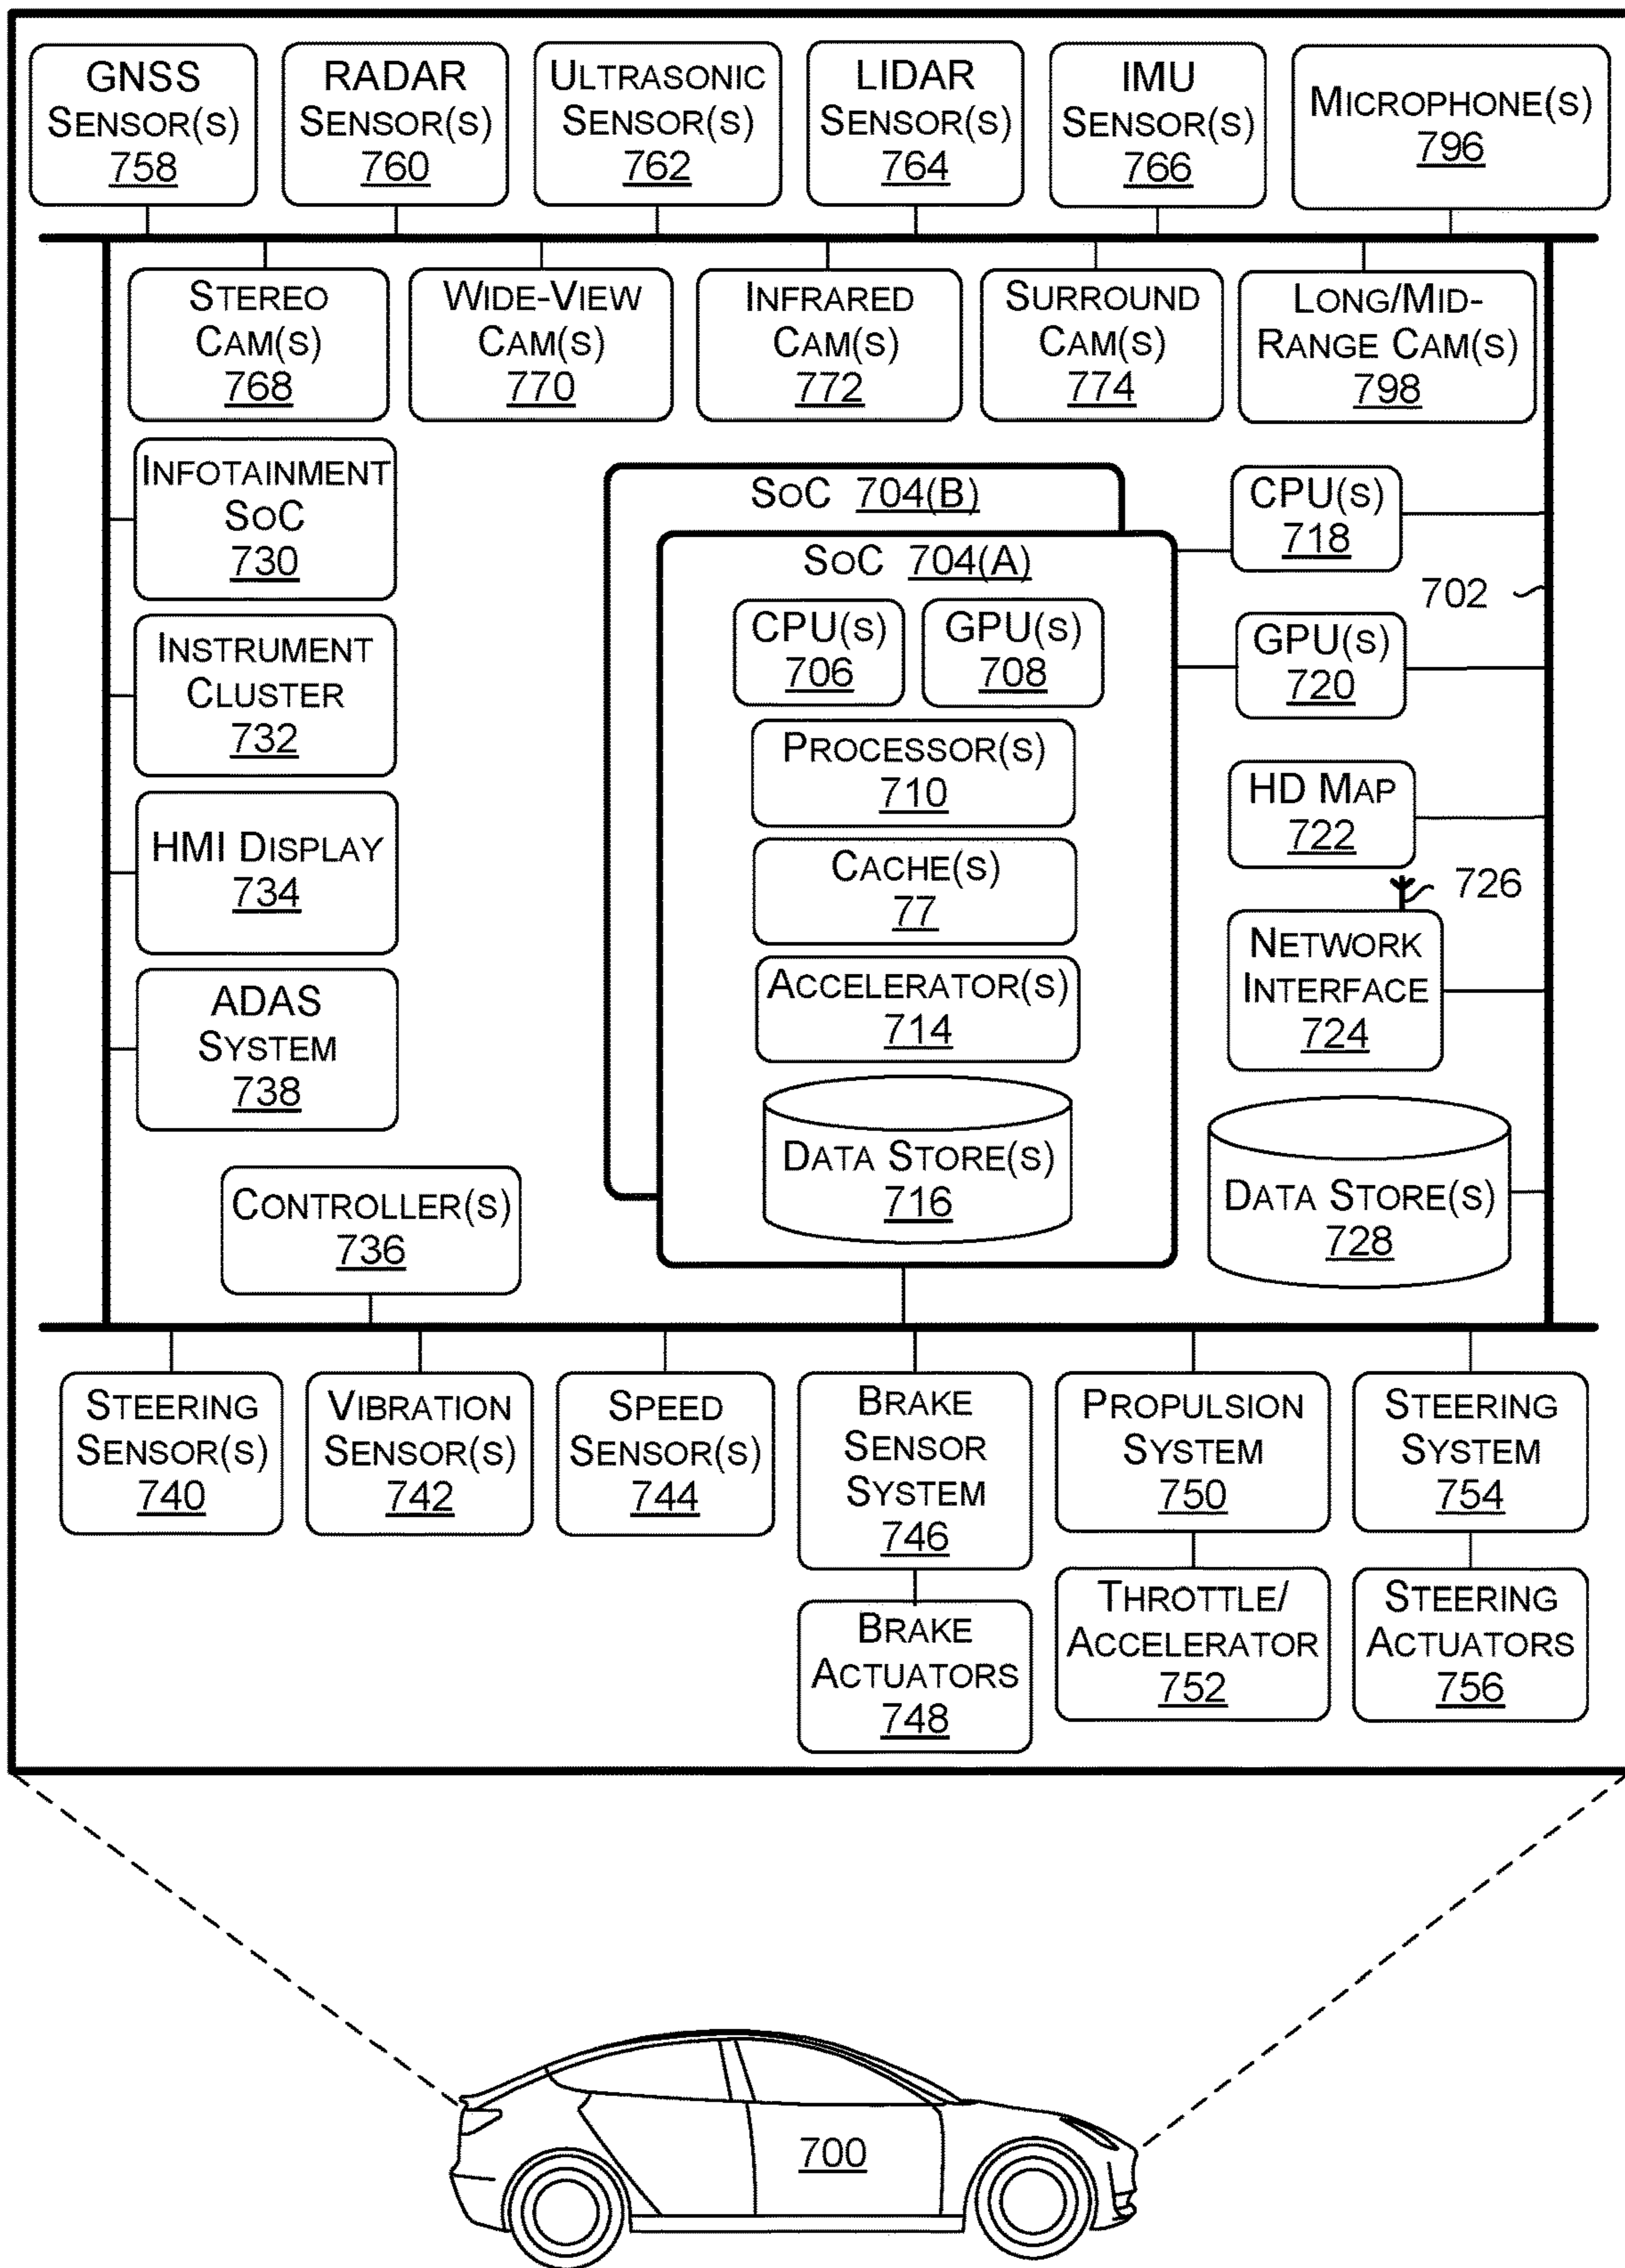 GNSS
SENSOR(S)
758
RADAR
SENSOR(S)
760
ULTRASONIC
SENSOR(S)
762
LIDAR
SENSOR(S)
764
IMU
SENSOR(S)
766
MICROPHONE(S)
796
STEREO
CAM(S)
768
WIDE-VIEW
CAM(S)
770
INFRARED
CAM(S)
772
SURROUND
CAM(S)
774
LONG/MID-
RANGE CAM(S)
798
INFOTAINMENT
SOC
730
INSTRUMENT
CLUSTER
732
HMI DISPLAY
734
ADAS
SYSTEM
738
CONTROLLER(S)
736
SOC 704(B)
SOC 704(A)
CPU(S)
706
GPU(S)
708
PROCESSOR(S)
710
CACHE(S)
77
ACCELERATOR(S)
714
DATA STORE(S)
716
CPU(S)
718
702
GPU(S)
720
HD MAP
722
726
NETWORK
INTERFACE
724
DATA STORE(S)
728
STEERING
SENSOR(S)
740
VIBRATION
SENSOR(S)
742
SPEED
SENSOR(S)
744
BRAKE
SENSOR
SYSTEM
746
BRAKE
ACTUATORS
748
PROPULSION
SYSTEM
750
THROTTLE/
ACCELERATOR
752
STEERING
SYSTEM
754
STEERING
ACTUATORS
756
700